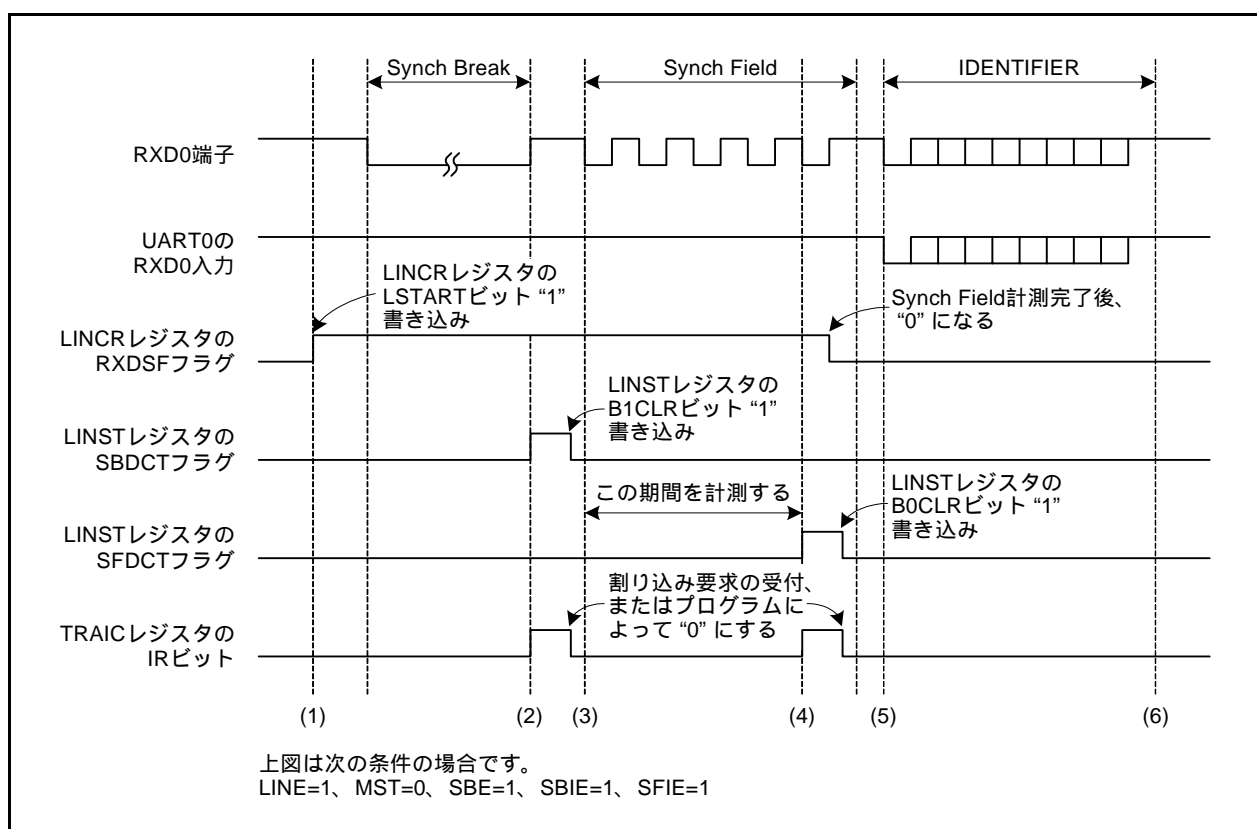 Synch Break
Synch Field
IDENTIFIER
RXD0端子
UART0の
RXD0入力
LINCRレジスタの
LSTARTビット “1”
書き込み
Synch Field計測完了後、
“0” になる
LINCRレジスタの
RXDSFフラグ
LINSTレジスタの
B1CLRビット “1”
書き込み
LINSTレジスタの
SBDCTフラグ
この期間を計測する
LINSTレジスタの
B0CLRビット “1”
書き込み
LINSTレジスタの
SFDCTフラグ
割り込み要求の受付、
またはプログラムに
よって “0” にする
TRAICレジスタの
IRビット
(1)
(2)
(3)
(4)
(5)
(6)
上図は次の条件の場合です。
LINE=1、MST=0、SBE=1、SBIE=1、SFIE=1